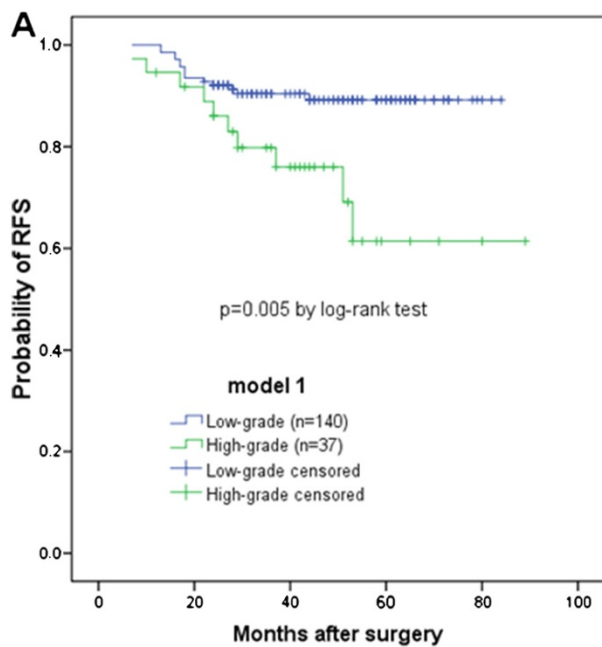 A
1.0
0.8
0.6
0.4
0.2
0.0
Probability of RFS
p=0.005 by log-rank test
model 1
Low-grade (n=140)
High-grade (n=37)
Low-grade censored
High-grade censored
0 20 40 60 80 100
Months after surgery